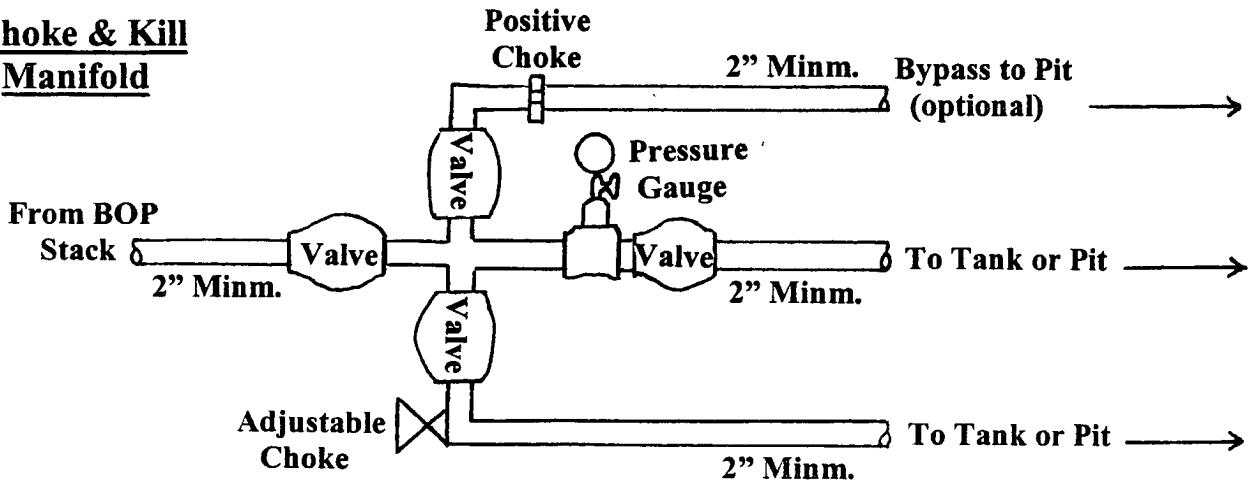 hoke & Kill
Manifold
Positive
Choke
2” Minm.
Bypass to Pit
(optional)
Valve
Pressure
Gauge
From BOP
Stack
Valve
Valve
To Tank or Pit
2” Minm.
2” Minm.
Valve
Adjustable
Choke
To Tank or Pit
2” Minm.